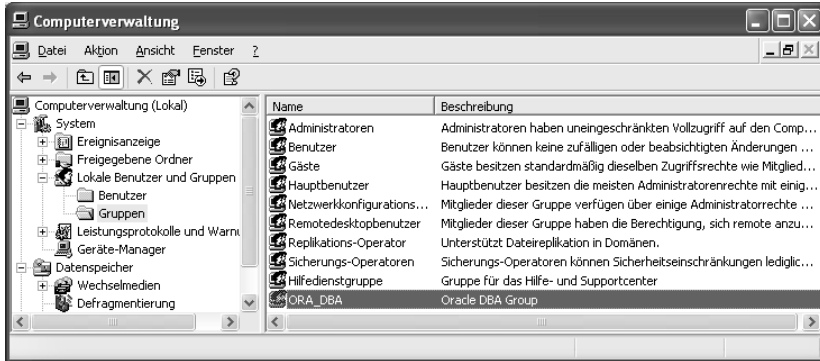 Computerverwaltung
Datei Aktion Ansicht Fenster ?
Computerverwaltung (Lokal)
System
Ereignisanzeige
Freigegebene Ordner
Lokale Benutzer und Gruppen
Benutzer
Gruppen
Leistungsprotokolle und Warnu
Geräte-Manager
Datenspeicher
Wechselmedien
Defragmentierung
Name Beschreibung
Administratoren Administratoren haben uneingeschränkten Vollzugriff auf den Comp...
Benutzer Benutzer können keine zufälligen oder beabsichtigten Änderungen ...
Gäste Gäste besitzen standardmäßig dieselben Zugriffsrechte wie Mitglied...
Hauptbenutzer Hauptbenutzer besitzen die meisten Administratorenrechte mit einig...
Netzwerkkonfigurations... Mitglieder dieser Gruppe verfügen über einige Administratorrechte ...
Remotedesktopbenutzer Mitglieder dieser Gruppe haben die Berechtigung, sich remote anzu...
Replikations-Operator Unterstützt Dateireplikation in Domänen.
Sicherungs-Operatoren Sicherungs-Operatoren können Sicherheitseinschränkungen lediglic...
Hilfedienstgruppe Gruppe für das Hilfe- und Supportcenter
ORA_DBA Oracle DBA Group